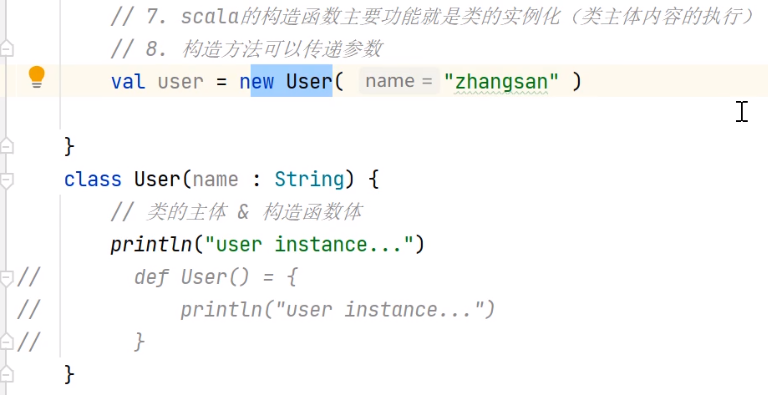 // 7. scala的构造函数主要功能就是类的实例化（类主体内容的执行）
// 8. 构造方法可以传递参数
val user = new User( name = "zhangsan" )
}
class User(name : String) {
// 类的主体 & 构造函数体
println("user instance...")
// def User() = {
// println("user instance...")
// }
}